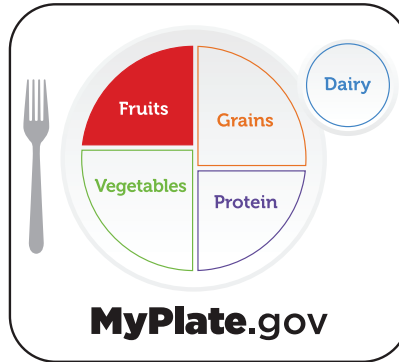 Dairy
Fruits
Grains
Vegetables
Protein
MyPlate.gov